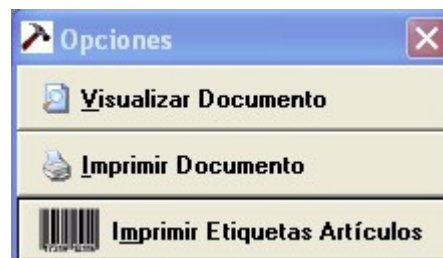 Opciones
Visualizar Documento
Imprimir Documento
Imprimir Etiquetas Artículos